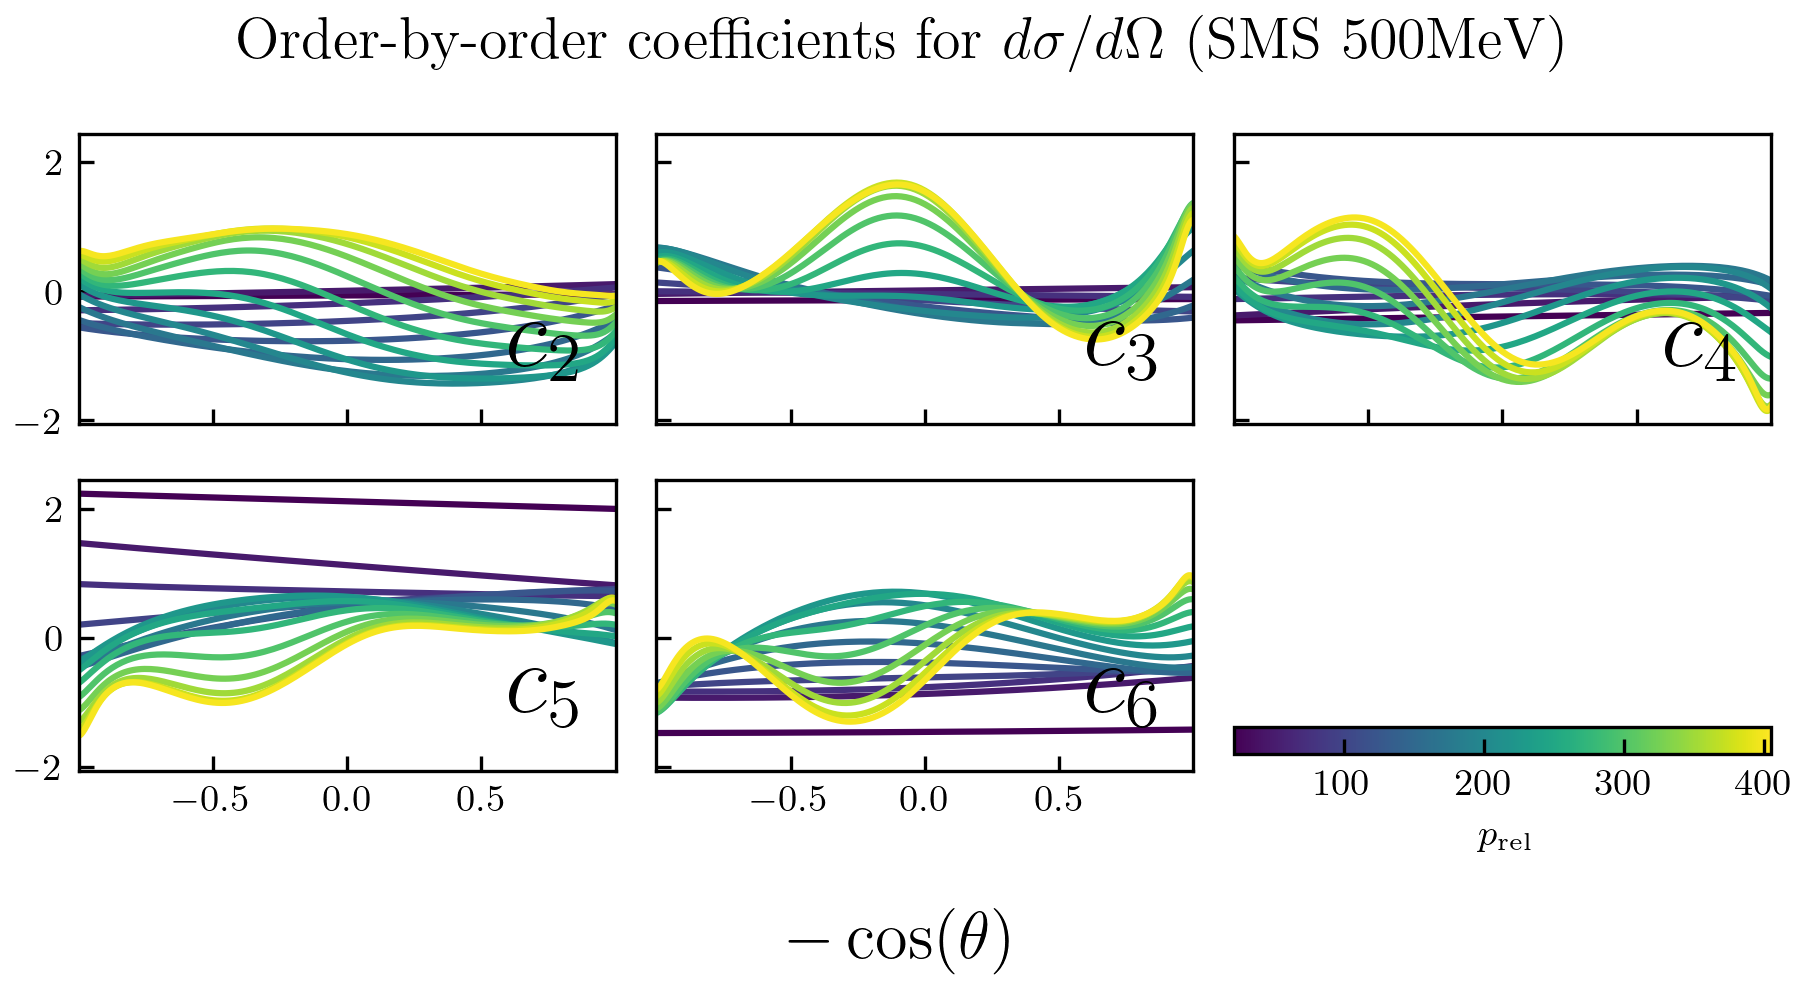 Order-by-order coefficients for dσ/dΩ (SMS 500MeV)
2
0
−2
c₂
c₃
c₄
2
0
−2
c₅
c₆
−0.5 0.0 0.5
−0.5 0.0 0.5
100 200 300 400
p_rel
− cos(θ)